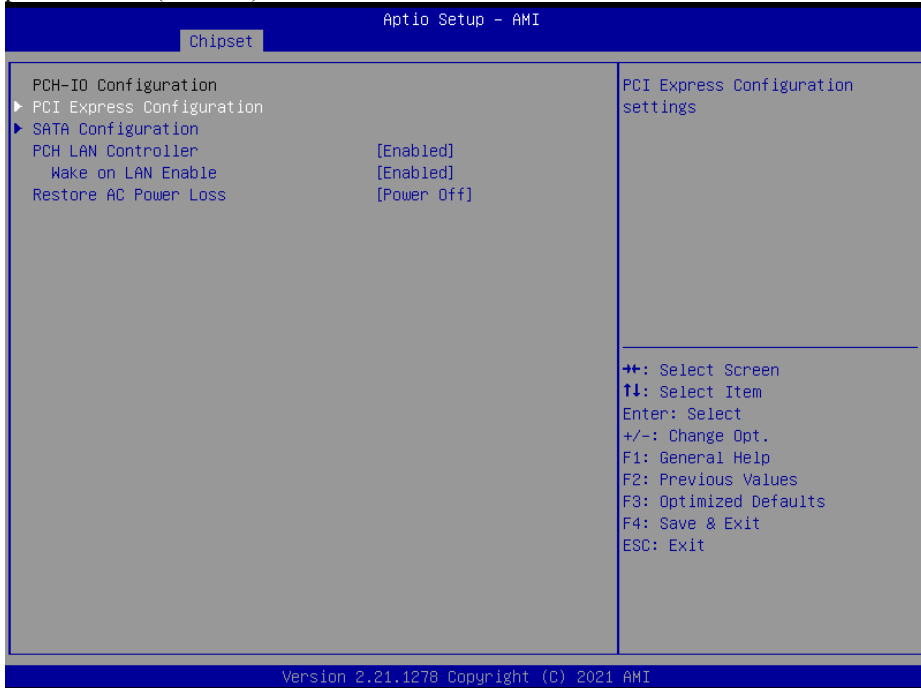 Aptio Setup – AMI
Chipset
PCH-IO Configuration
PCI Express Configuration
SATA Configuration
PCH LAN Controller [Enabled]
Wake on LAN Enable [Enabled]
Restore AC Power Loss [Power Off]
PCI Express Configuration
settings
→←: Select Screen
↑↓: Select Item
Enter: Select
+/-: Change Opt.
F1: General Help
F2: Previous Values
F3: Optimized Defaults
F4: Save & Exit
ESC: Exit
Version 2.21.1278 Copyright (C) 2021 AMI